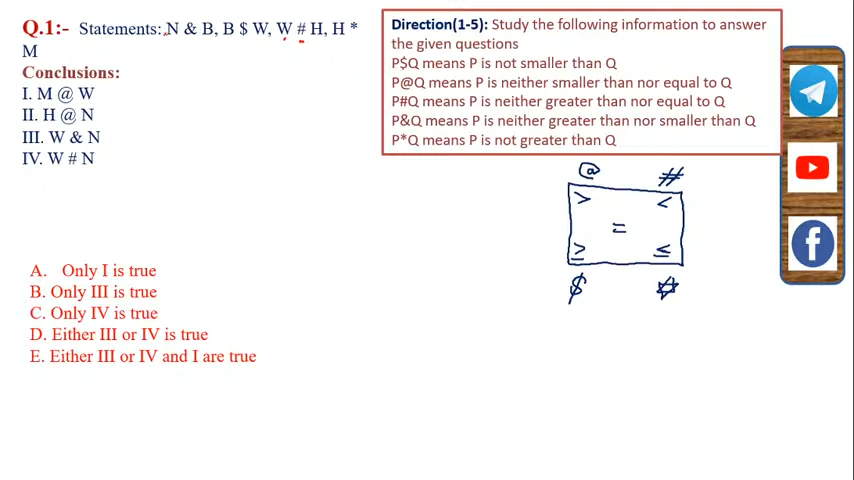 Q.1:- Statements: N & B, B $ W, W # H, H *
M
Conclusions:
I. M @ W
II. H @ N
III. W & N
IV. W # N
A. Only I is true
B. Only III is true
C. Only IV is true
D. Either III or IV is true
E. Either III or IV and I are true
Direction(1-5): Study the following information to answer
the given questions
P$Q means P is not smaller than Q
P@Q means P is neither smaller than nor equal to Q
P#Q means P is neither greater than nor equal to Q
P&Q means P is neither greater than nor smaller than Q
P*Q means P is not greater than Q
@ #
> <
=
≥ ≤
$ *